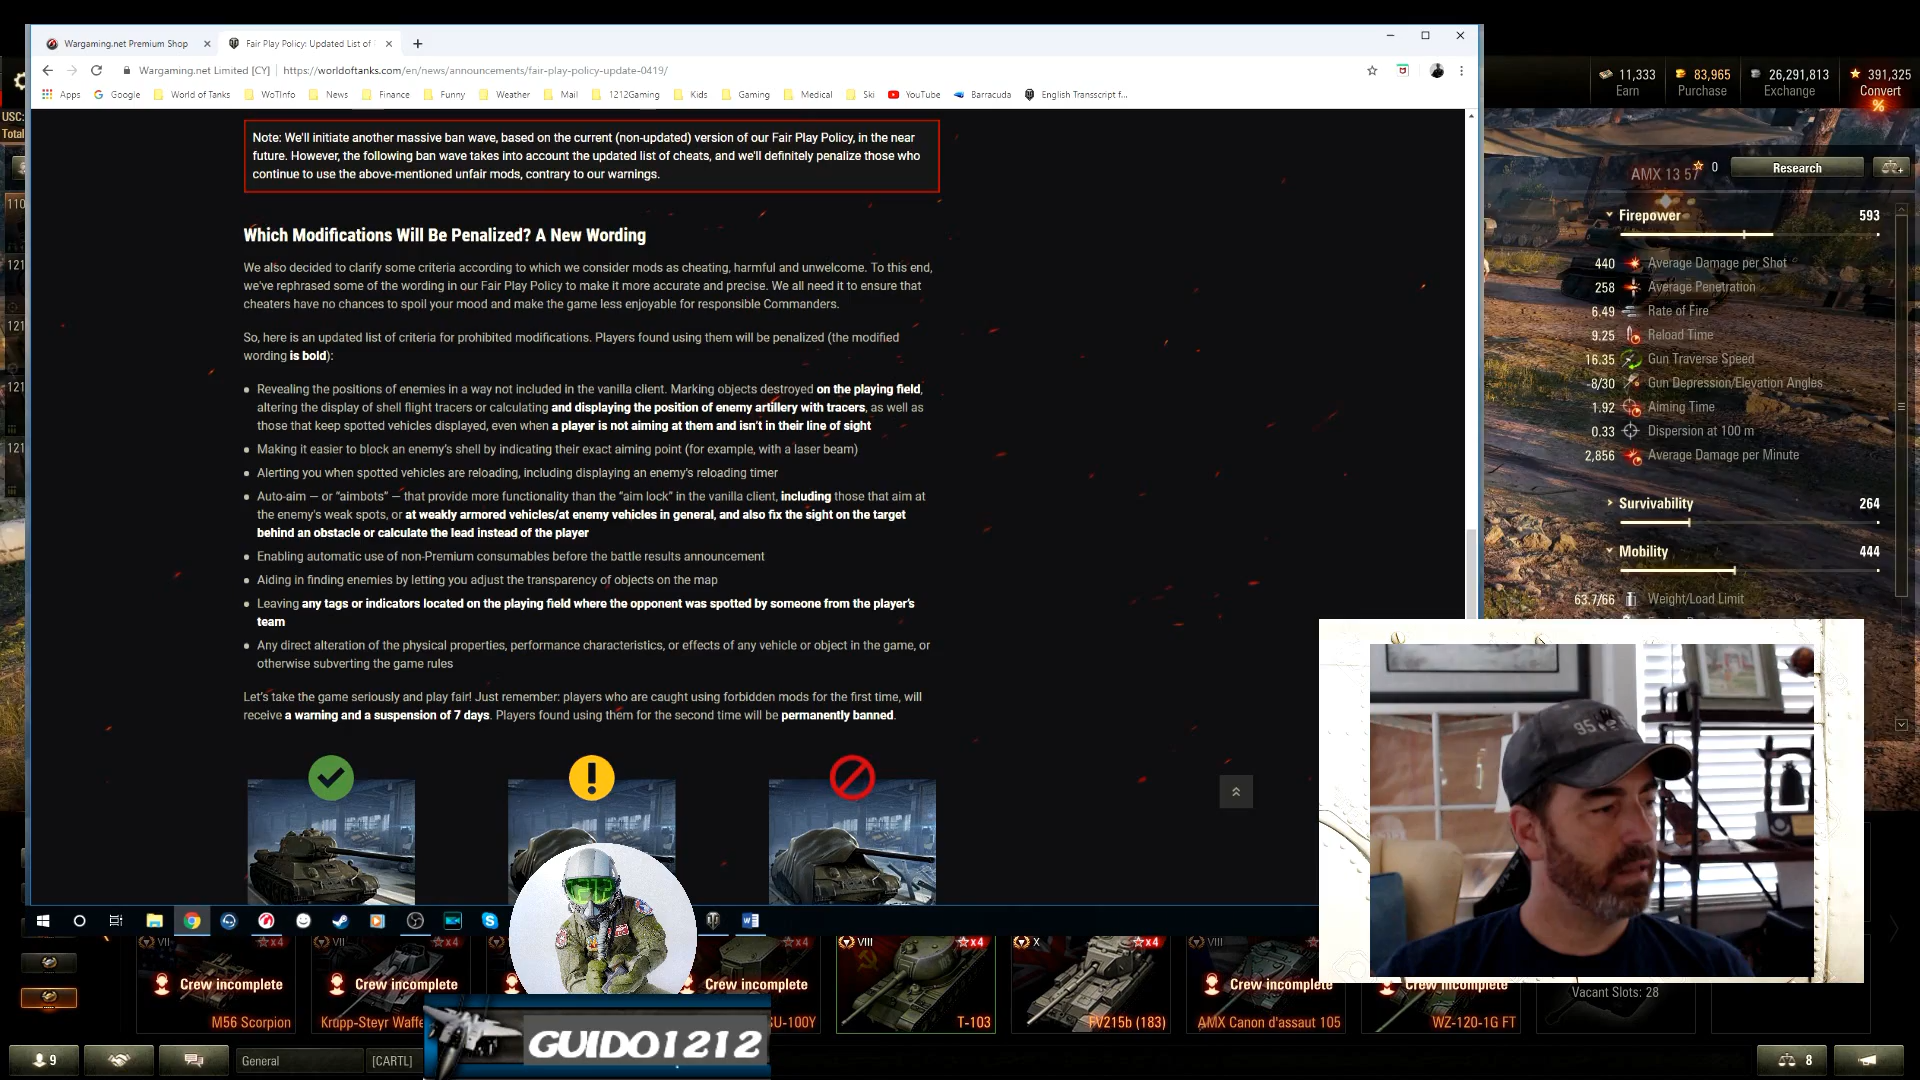 Wargaming.net Premium Shop
Fair Play Policy: Updated List of
Wargaming.net Limited [CY]
https://worldoftanks.com/en/news/announcements/fair-play-policy-update-0419/
Apps Google World of Tanks WoTInfo News Finance Funny Weather Mail 1212Gaming Kids Gaming Medical Ski YouTube Barracuda English Transcript f...
11,333 83,965 26,291,813 391,325
Earn Purchase Exchange Convert
%
USC:
Total
Note: We'll initiate another massive ban wave, based on the current (non-updated) version of our Fair Play Policy, in the near
future. However, the following ban wave takes into account the updated list of cheats, and we'll definitely penalize those who
continue to use the above-mentioned unfair mods, contrary to our warnings.
Which Modifications Will Be Penalized? A New Wording
We also decided to clarify some criteria according to which we consider mods as cheating, harmful and unwelcome. To this end,
we've rephrased some of the wording in our Fair Play Policy to make it more accurate and precise. We all need it to ensure that
cheaters have no chances to spoil your mood and make the game less enjoyable for responsible Commanders.
So, here is an updated list of criteria for prohibited modifications. Players found using them will be penalized (the modified
wording is bold):
Revealing the positions of enemies in a way not included in the vanilla client. Marking objects destroyed on the playing field,
altering the display of shell flight tracers or calculating and displaying the position of enemy artillery with tracers, as well as
those that keep spotted vehicles displayed, even when a player is not aiming at them and isn't in their line of sight
Making it easier to block an enemy's shell by indicating their exact aiming point (for example, with a laser beam)
Alerting you when spotted vehicles are reloading, including displaying an enemy's reloading timer
Auto-aim — or "aimbots" — that provide more functionality than the "aim lock" in the vanilla client, including those that aim at
the enemy's weak spots, or at weakly armored vehicles/at enemy vehicles in general, and also fix the sight on the target
behind an obstacle or calculate the lead instead of the player
Enabling automatic use of non-Premium consumables before the battle results announcement
Aiding in finding enemies by letting you adjust the transparency of objects on the map
Leaving any tags or indicators located on the playing field where the opponent was spotted by someone from the player's
team
Any direct alteration of the physical properties, performance characteristics, or effects of any vehicle or object in the game, or
otherwise subverting the game rules
Let's take the game seriously and play fair! Just remember: players who are caught using forbidden mods for the first time, will
receive a warning and a suspension of 7 days. Players found using them for the second time will be permanently banned.
110
121
121
121
121
AMX 13 57 0 Research
Firepower 593
440 Average Damage per Shot
258 Average Penetration
6.49 Rate of Fire
9.25 Reload Time
16.35 Gun Traverse Speed
-8/30 Gun Depression/Elevation Angles
1.92 Aiming Time
0.33 Dispersion at 100 m
2,856 Average Damage per Minute
Survivability 264
Mobility 444
63.7/66 Weight/Load Limit
95
VII x4 VII x4 x4 VIII x4 X x4 VIII
Crew incomplete Crew incomplete Crew incomplete Crew incomplete Crew incomplete
M56 Scorpion Krupp-Steyr Waffe SU-100Y T-103 FV215b (183) AMX Canon d'assaut 105 WZ-120-1G FT
Vacant Slots: 28
GUIDO1212
9 General [CARTL] 8